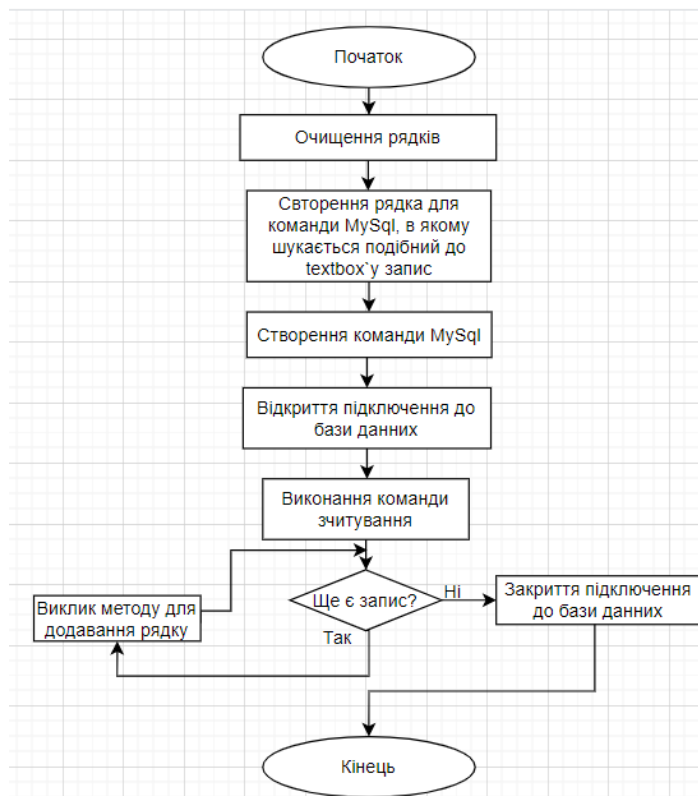 Початок
Очищення рядків
Свторення рядка для
команди MySql, в якому
шукається подібний до
textbox`у запис
Створення команди MySql
Відкриття підключення до
бази данних
Виконання команди
зчитування
Ще є запис?
Ні
Закриття підключення
до бази данних
Виклик методу для
додавання рядку
Так
Кінець